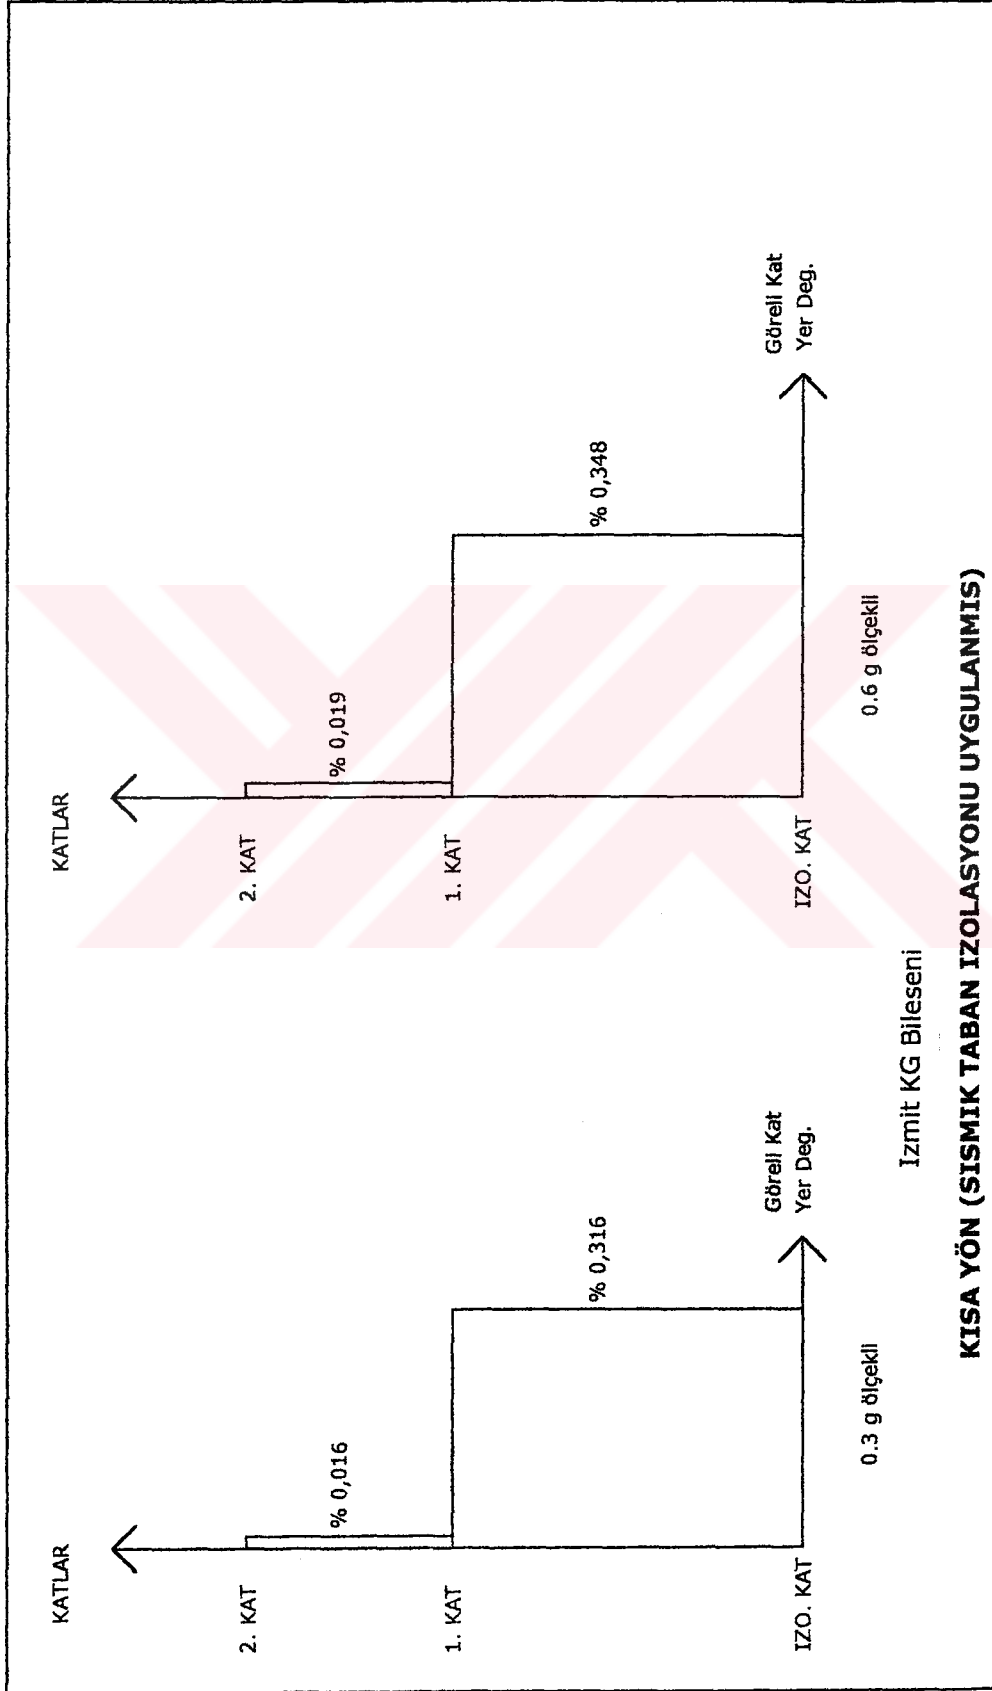 KATLAR
2. KAT
% 0,016
1. KAT
% 0,316
IZO. KAT
Göreli Kat
Yer Deg.
0.3 g ölçekli
KATLAR
2. KAT
% 0,019
1. KAT
% 0,348
IZO. KAT
Göreli Kat
Yer Deg.
0.6 g ölçekli
Izmit KG Bileseni
KISA YÖN (SISMIK TABAN IZOLASYONU UYGULANMIS)